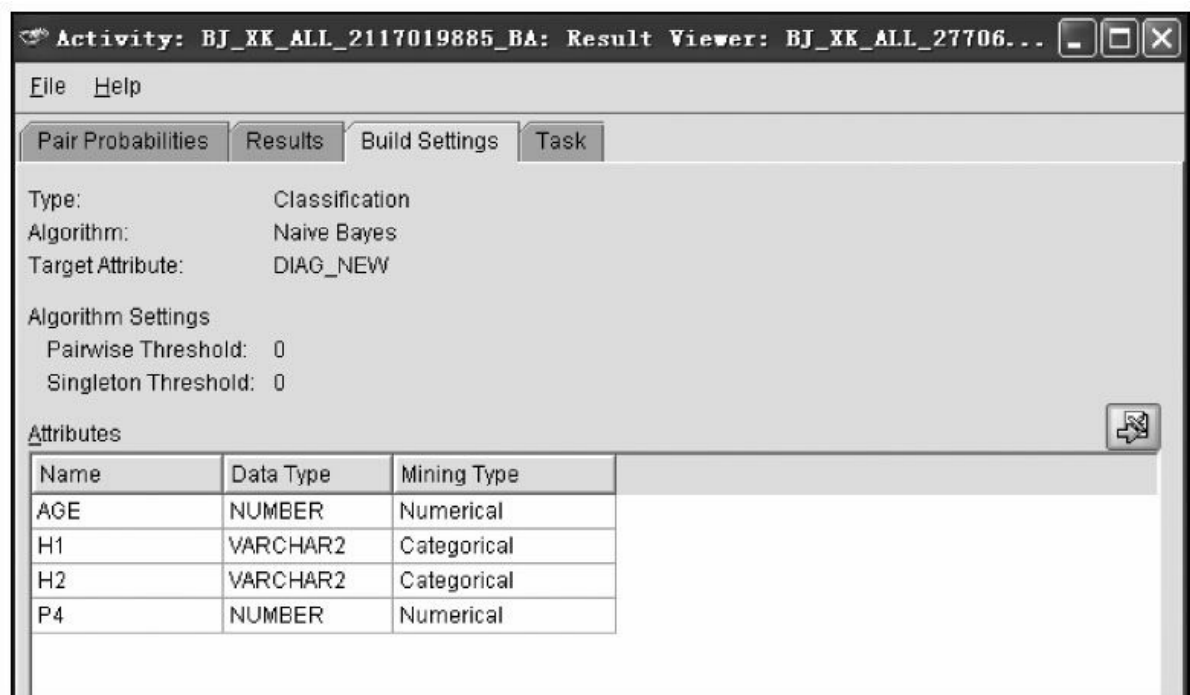 Activity: BJ_XK_ALL_2117019885_BA: Result Viewer: BJ_XK_ALL_27706...
File Help
Pair Probabilities Results Build Settings Task
Type: Classification
Algorithm: Naive Bayes
Target Attribute: DIAG_NEW
Algorithm Settings
Pairwise Threshold: 0
Singleton Threshold: 0
Attributes
Name Data Type Mining Type
AGE NUMBER Numerical
H1 VARCHAR2 Categorical
H2 VARCHAR2 Categorical
P4 NUMBER Numerical